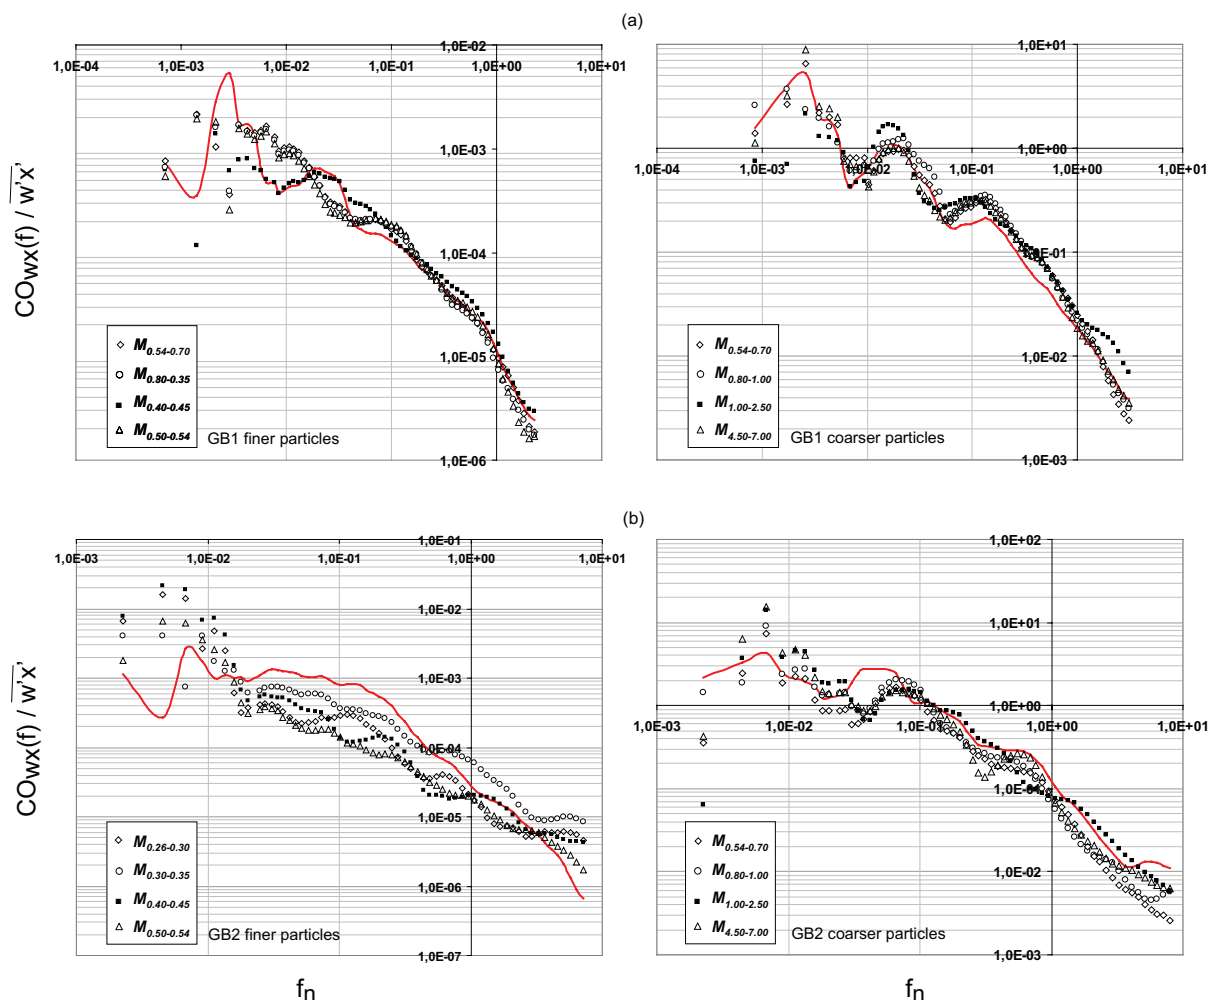 (a)
1,0E-02
1,0E-04 1,0E-03 1,0E-02 1,0E-01 1,0E+00 1,0E+01
1,0E-03
1,0E-04
1,0E-05
1,0E-06
COwx(f) / w'x'
M0.54-0.70
M0.80-0.35
M0.40-0.45
M0.50-0.54
GB1 finer particles
1,0E+01
1,0E+00
1,0E-04 1,0E-03 1,0E-02 1,0E-01 1,0E+00 1,0E+01
1,0E-01
1,0E-02
1,0E-03
M0.54-0.70
M0.80-1.00
M1.00-2.50
M4.50-7.00
GB1 coarser particles
(b)
1,0E-01
1,0E-03 1,0E-02 1,0E-01 1,0E+00 1,0E+01
1,0E-02
1,0E-03
1,0E-04
1,0E-05
1,0E-06
1,0E-07
COwx(f) / w'x'
M0.26-0.30
M0.30-0.35
M0.40-0.45
M0.50-0.54
GB2 finer particles
fn
1,0E+02
1,0E+01
1,0E+00
1,0E-03 1,0E-02 1,0E-01 1,0E+00 1,0E+01
1,0E-01
1,0E-02
1,0E-03
M0.54-0.70
M0.80-1.00
M1.00-2.50
M4.50-7.00
GB2 coarser particles
fn